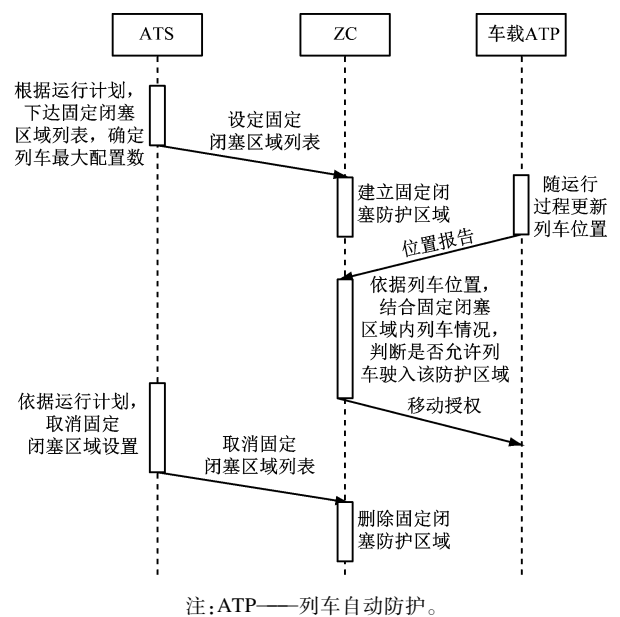 ATS
ZC
车载ATP
根据运行计划，
下达固定闭塞
区域列表，确定
列车最大配置数
设定固定
闭塞区域列表
建立固定闭
塞防护区域
随运行
过程更新
列车位置
位置报告
依据列车位置，
结合固定闭塞
区域内列车情况，
判断是否允许列
车驶入该防护区域
移动授权
依据运行计划，
取消固定
闭塞区域设置
取消固定
闭塞区域列表
删除固定闭
塞防护区域
注：ATP——列车自动防护。